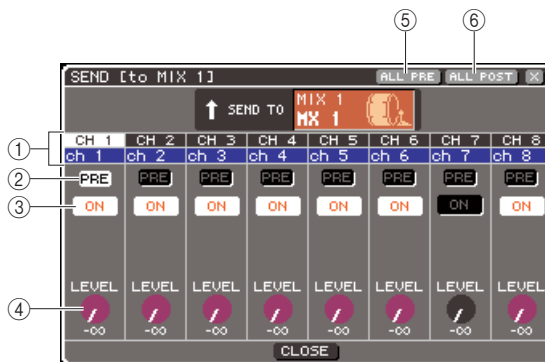 ⑤ ⑥
SEND [to MIX 1] ALL PRE ALL POST X
SEND TO MIX 1
MX 1
① CH 1 CH 2 CH 3 CH 4 CH 5 CH 6 CH 7 CH 8
ch 1 ch 2 ch 3 ch 4 ch 5 ch 6 ch 7 ch 8
② PRE PRE PRE PRE PRE PRE PRE PRE
③ ON ON ON ON ON ON ON ON
LEVEL LEVEL LEVEL LEVEL LEVEL LEVEL LEVEL LEVEL
④
-∞ -∞ -∞ -∞ -∞ -∞ -∞ -∞
CLOSE